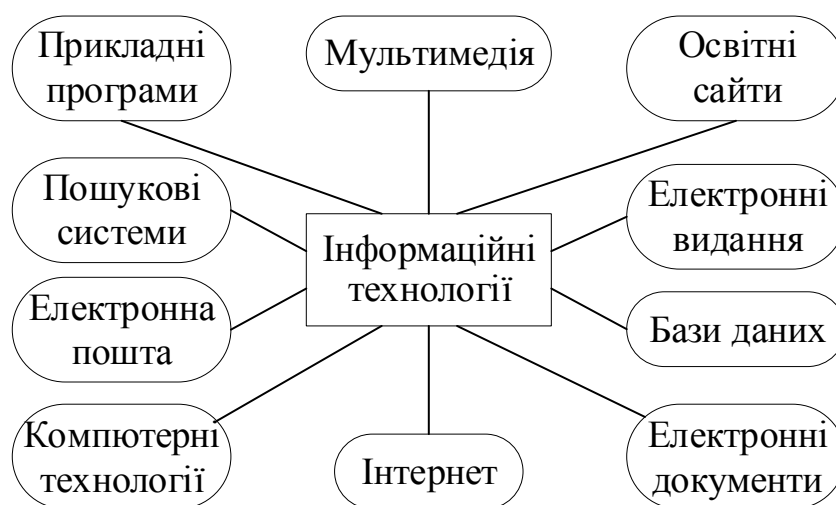 Прикладні
програми
Мультимедія
Освітні
сайти
Пошукові
системи
Інформаційні
технології
Електронні
видання
Електронна
пошта
Бази даних
Компютерні
технології
Інтернет
Електронні
документи